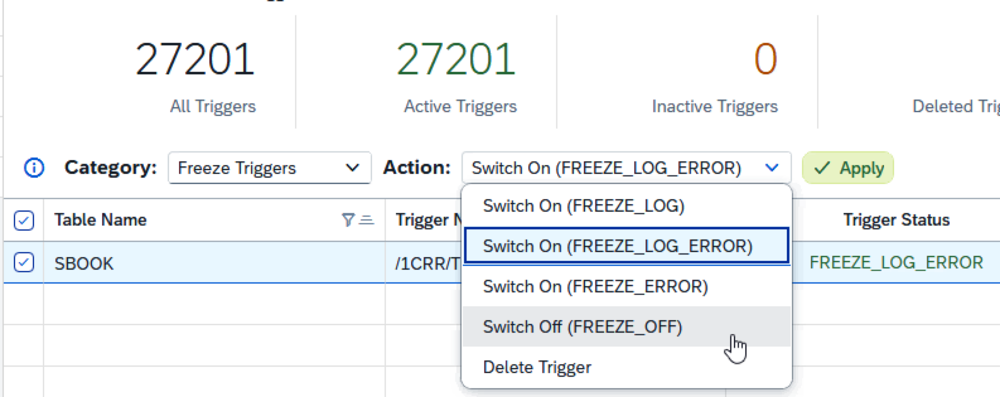 27201
All Triggers
27201
Active Triggers
0
Inactive Triggers
Deleted
Category: Freeze Triggers Action: Switch On (FREEZE_LOG_ERROR) Apply
Switch On (FREEZE_LOG)
Switch On (FREEZE_LOG_ERROR)
Switch On (FREEZE_ERROR)
Switch Off (FREEZE_OFF)
Delete Trigger
Table Name Trigger Trigger Status
SBOOK /1CRR/T FREEZE_LOG_ERROR